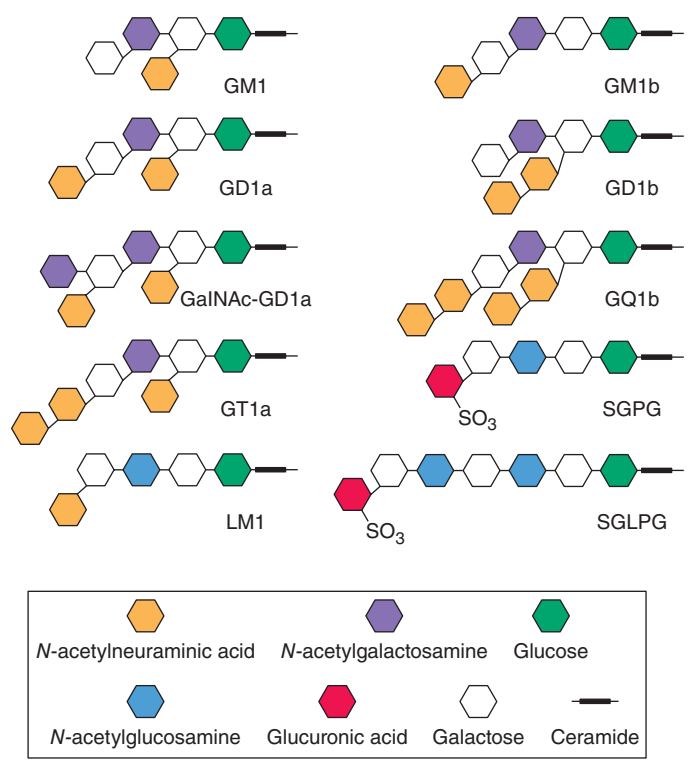 GM1
GM1b
GD1a
GD1b
GalNAc-GD1a
GQ1b
GT1a
SO3
SGPG
LM1
SO3
SGLPG
N-acetylneuraminic acid
N-acetylgalactosamine
Glucose
N-acetylglucosamine
Glucuronic acid
Galactose
Ceramide